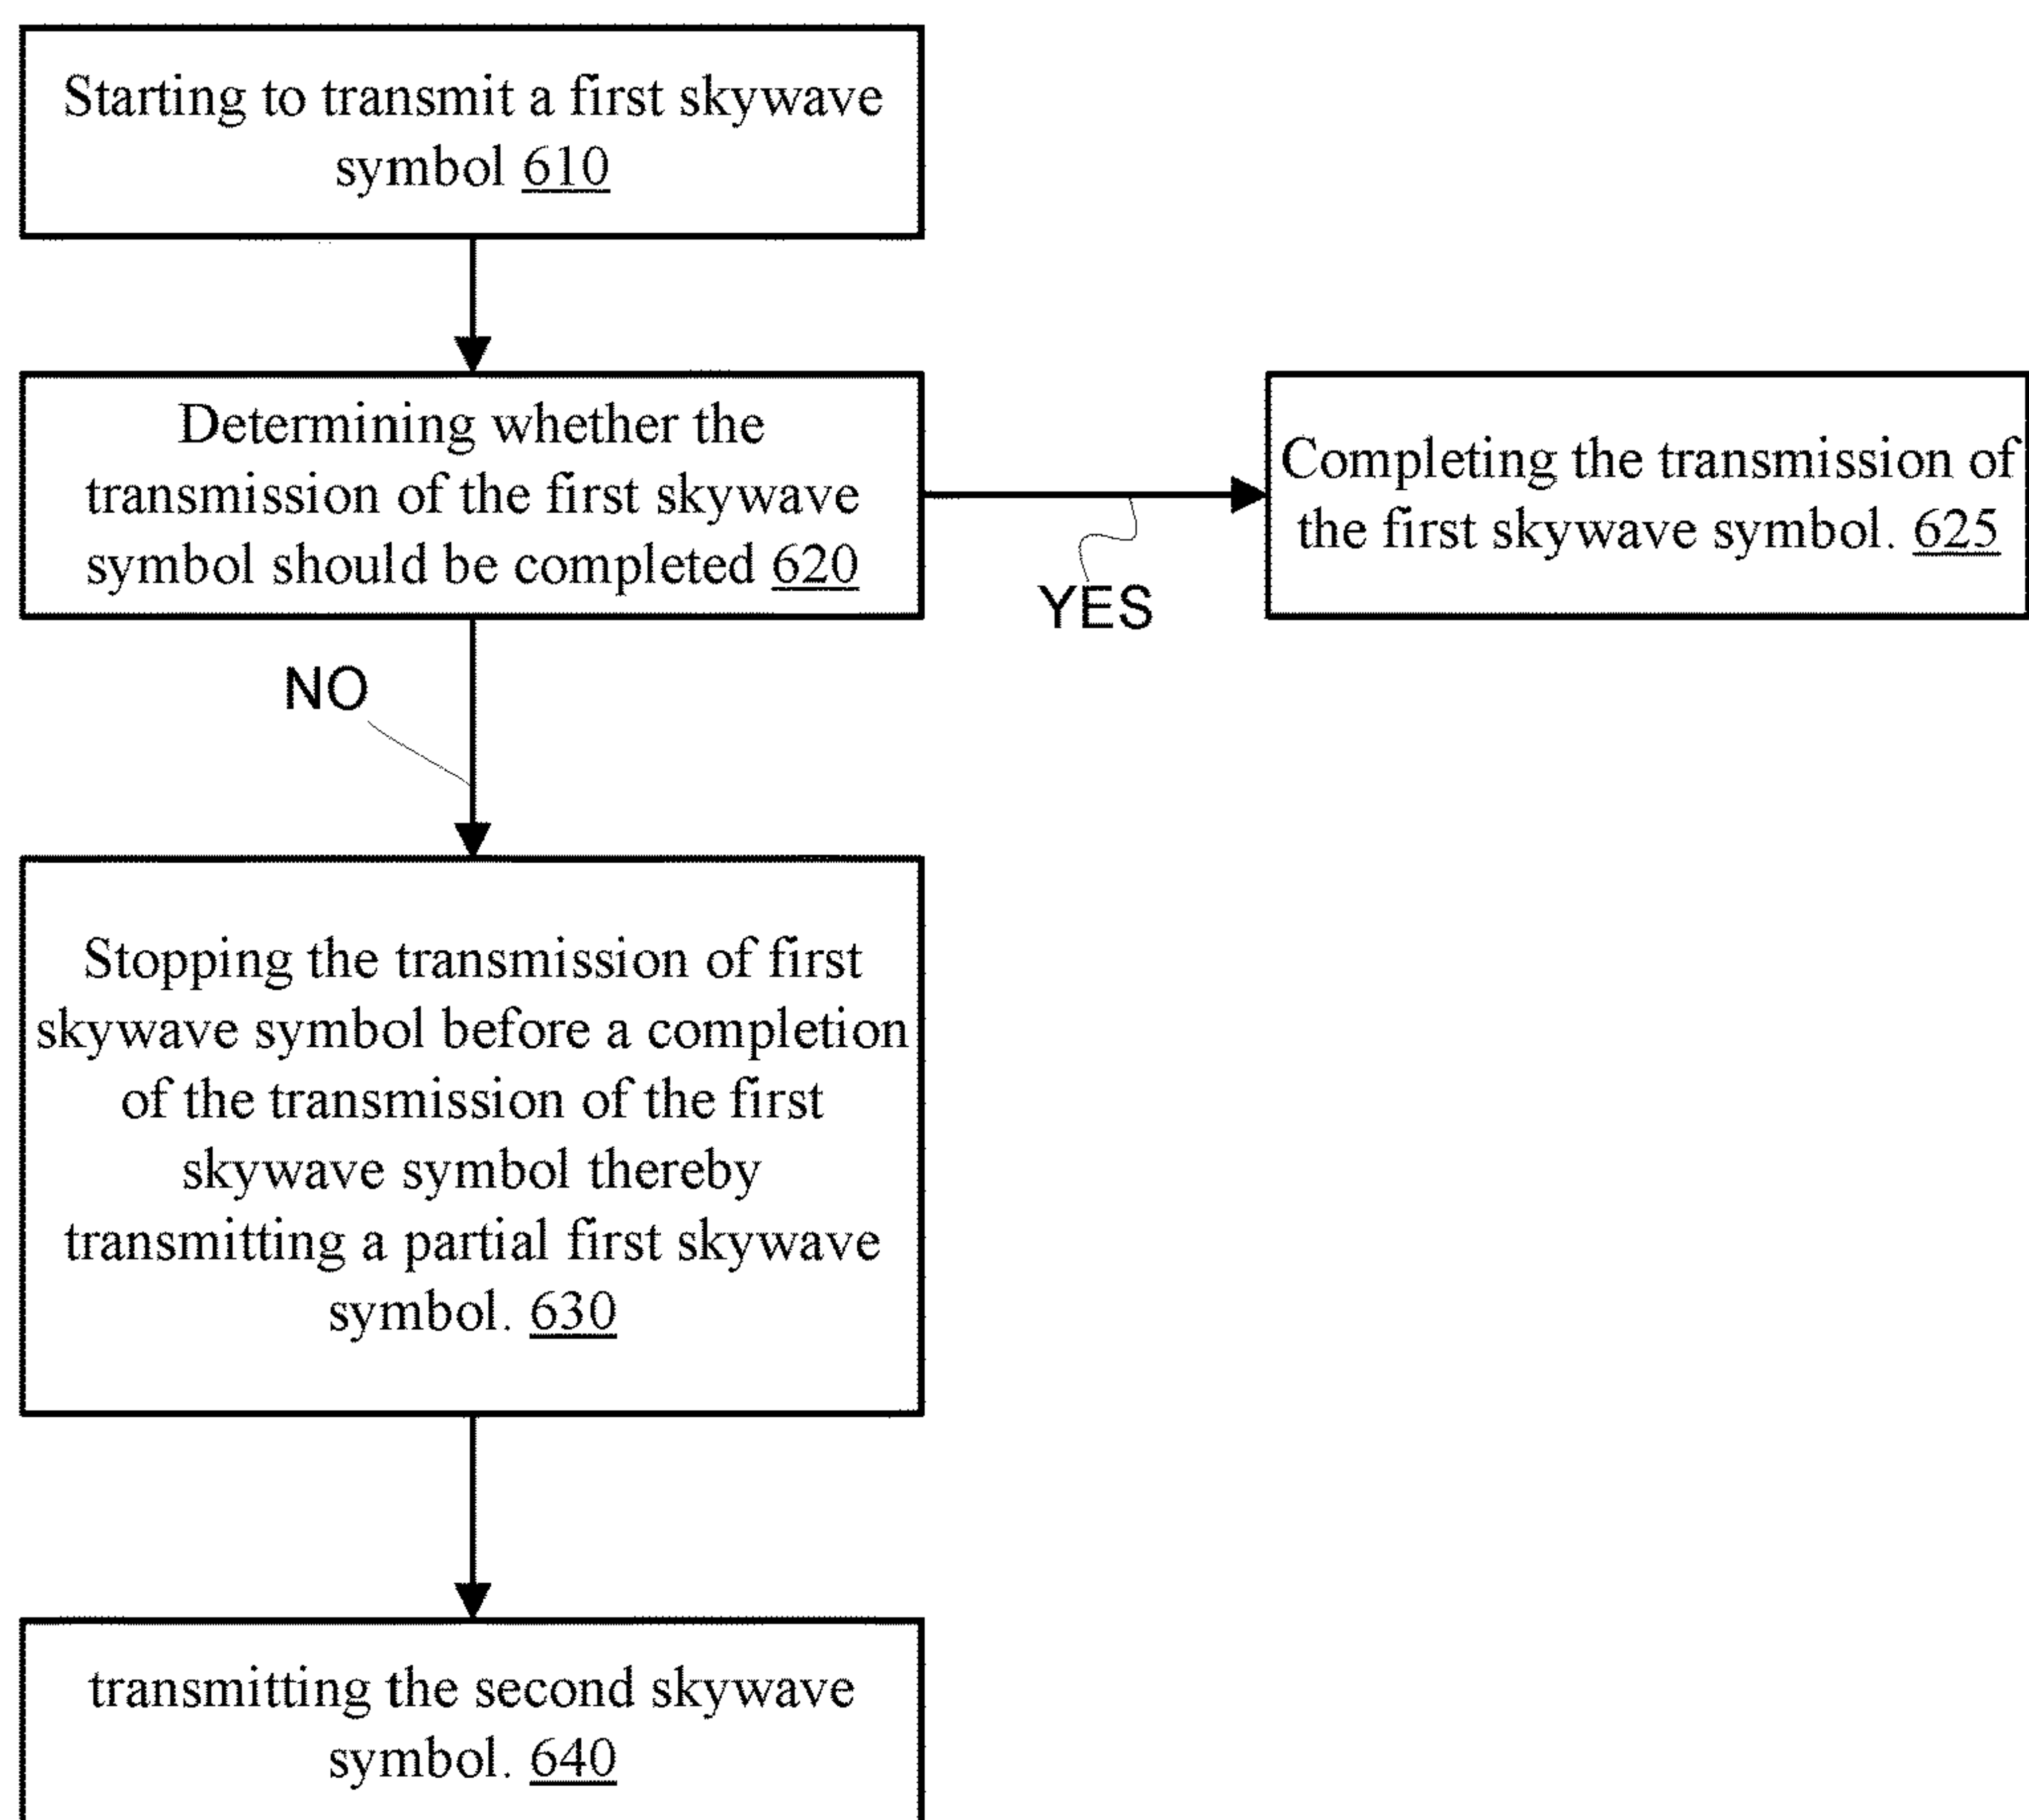 Starting to transmit a first skywave
symbol 610
Determining whether the
transmission of the first skywave
symbol should be completed 620
YES
Completing the transmission of
the first skywave symbol. 625
NO
Stopping the transmission of first
skywave symbol before a completion
of the transmission of the first
skywave symbol thereby
transmitting a partial first skywave
symbol. 630
transmitting the second skywave
symbol. 640